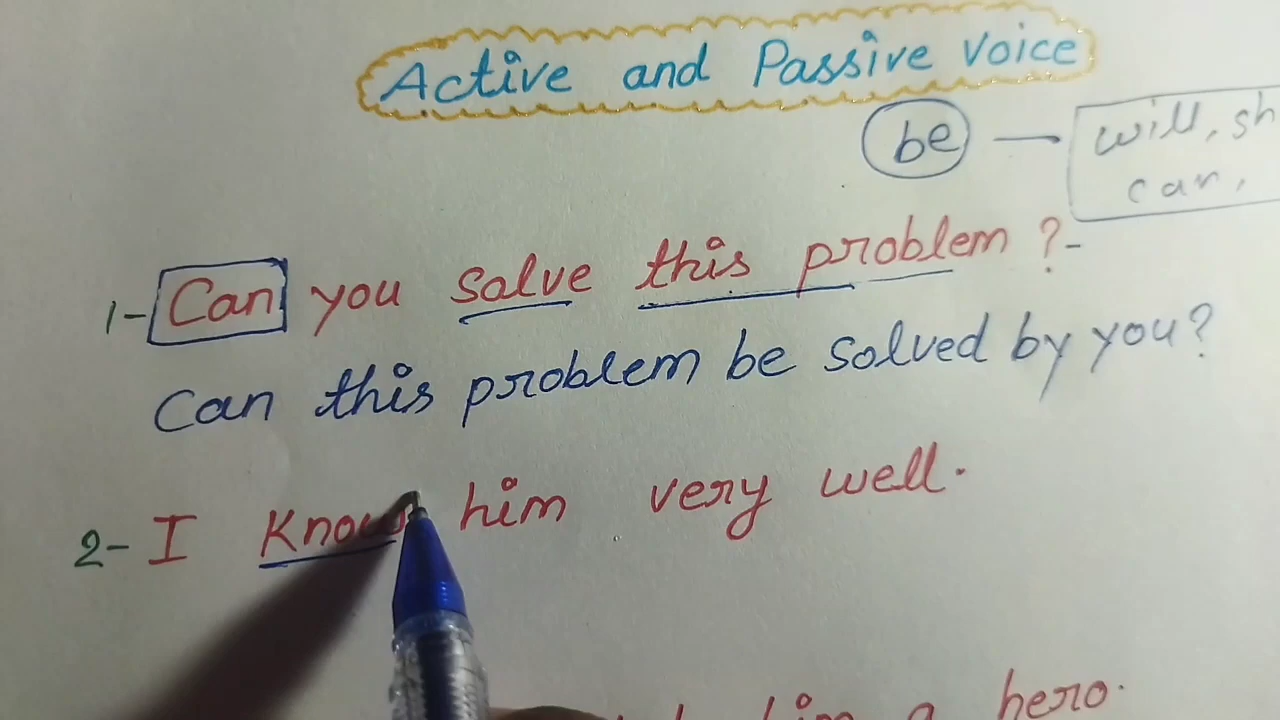 Active and Passive Voice
be — will, sh
can,
1- Can you solve this problem ?-
Can this problem be solved by you?
2- I Know him very well.
him a hero.